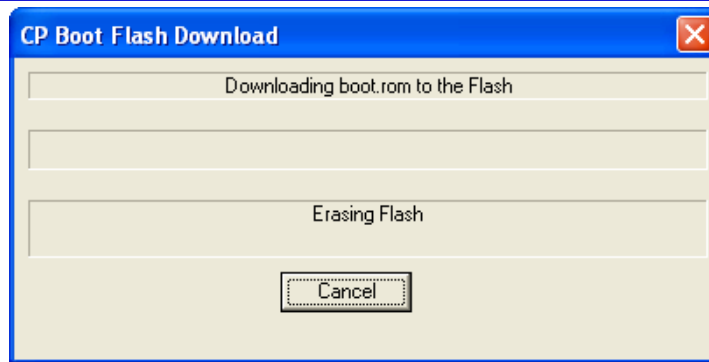 CP Boot Flash Download
Downloading boot.rom to the Flash
Erasing Flash
Cancel